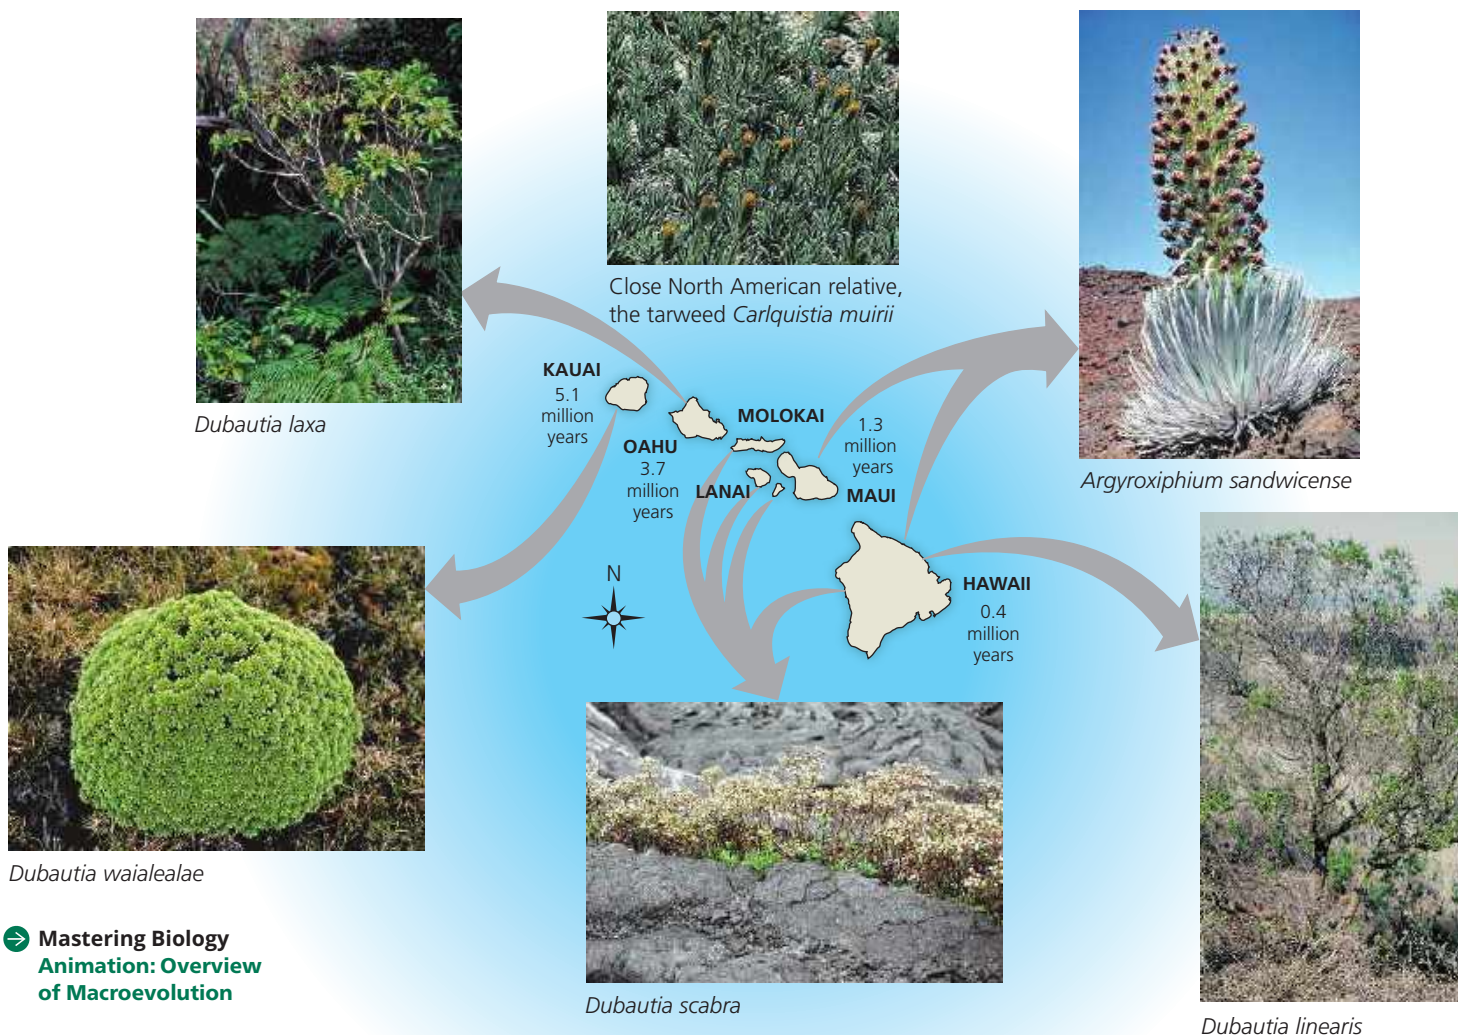 Close North American relative,
the tarweed Carlquistia muirii
Dubautia laxa
KAUAI
5.1
million
years
OAHU
3.7
million
years
MOLOKAI
LANAI
1.3
million
years
MAUI
Argyroxiphium sandwicense
N
HAWAII
0.4
million
years
Dubautia waialealae
Mastering Biology
Animation: Overview
of Macroevolution
Dubautia scabra
Dubautia linearis